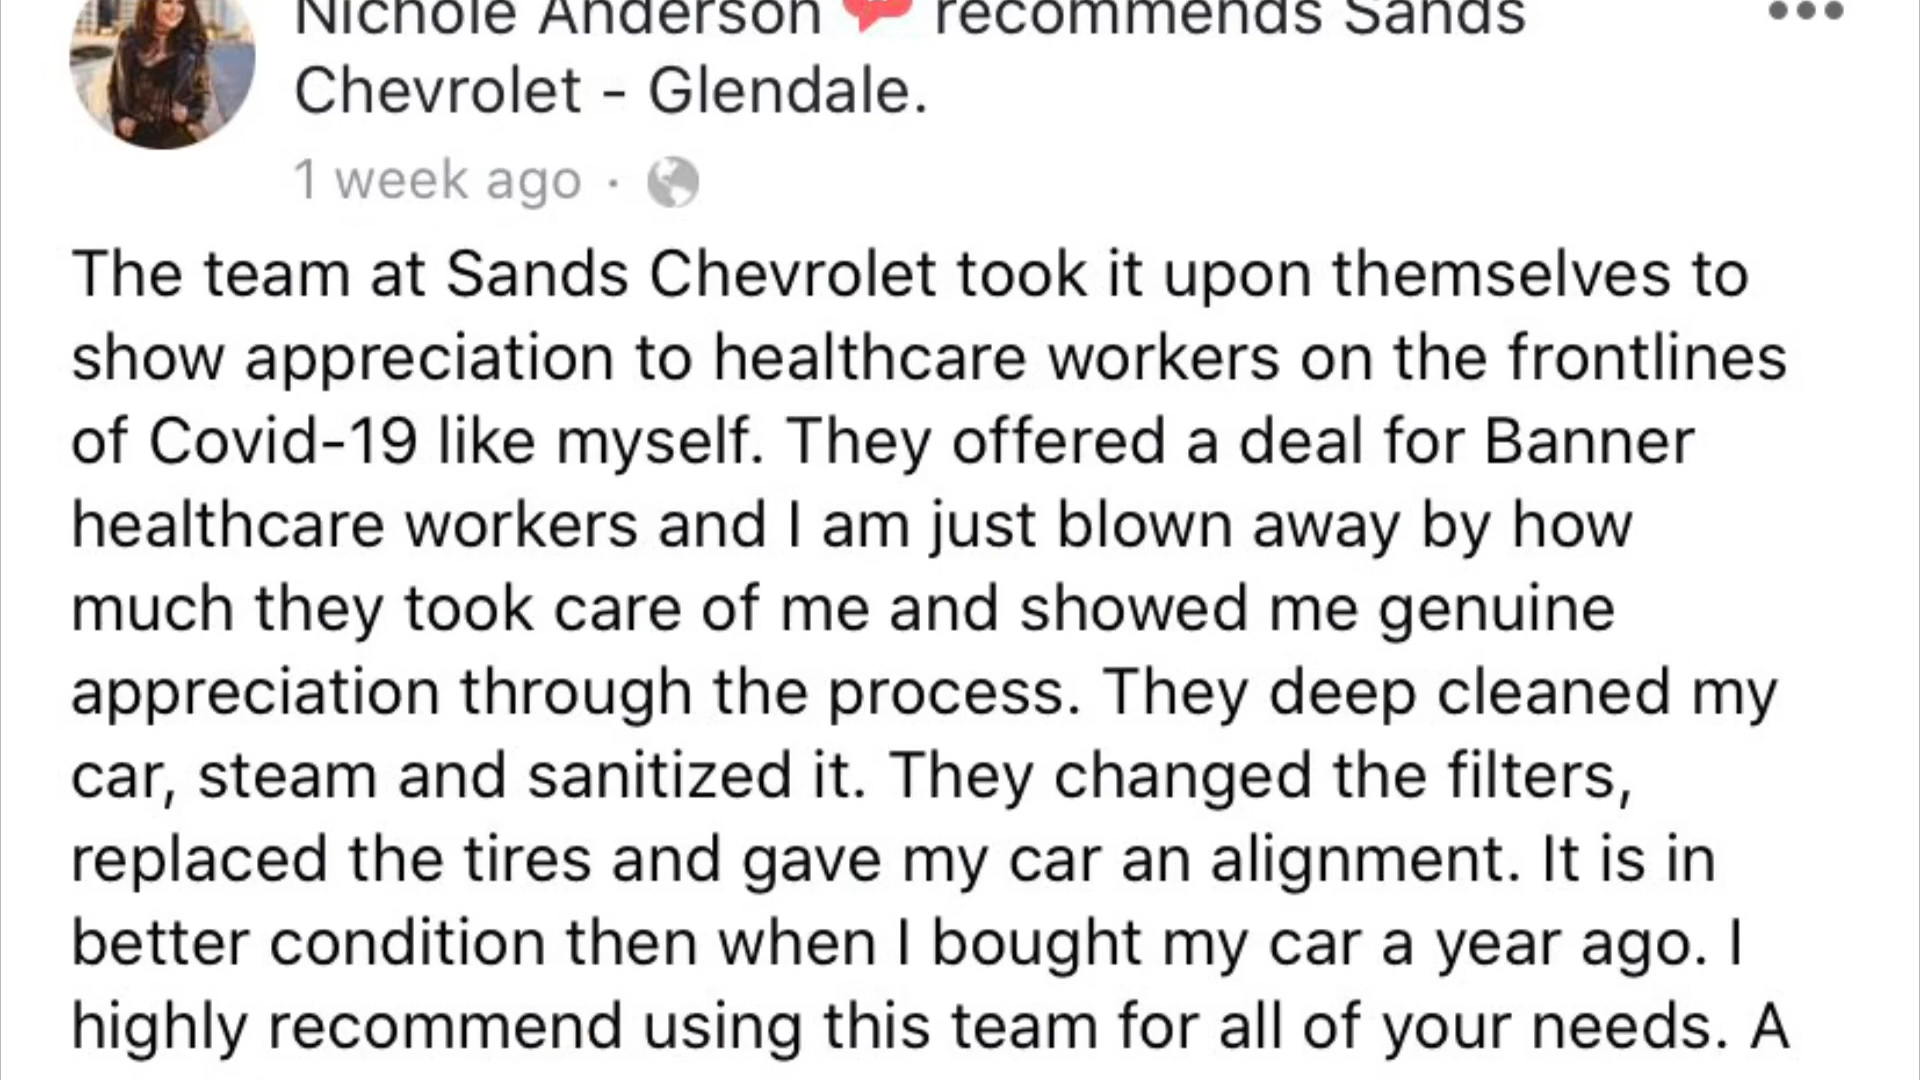 Nichole Anderson recommends Sands
Chevrolet - Glendale.
1 week ago ·
The team at Sands Chevrolet took it upon themselves to
show appreciation to healthcare workers on the frontlines
of Covid-19 like myself. They offered a deal for Banner
healthcare workers and I am just blown away by how
much they took care of me and showed me genuine
appreciation through the process. They deep cleaned my
car, steam and sanitized it. They changed the filters,
replaced the tires and gave my car an alignment. It is in
better condition then when I bought my car a year ago. I
highly recommend using this team for all of your needs. A